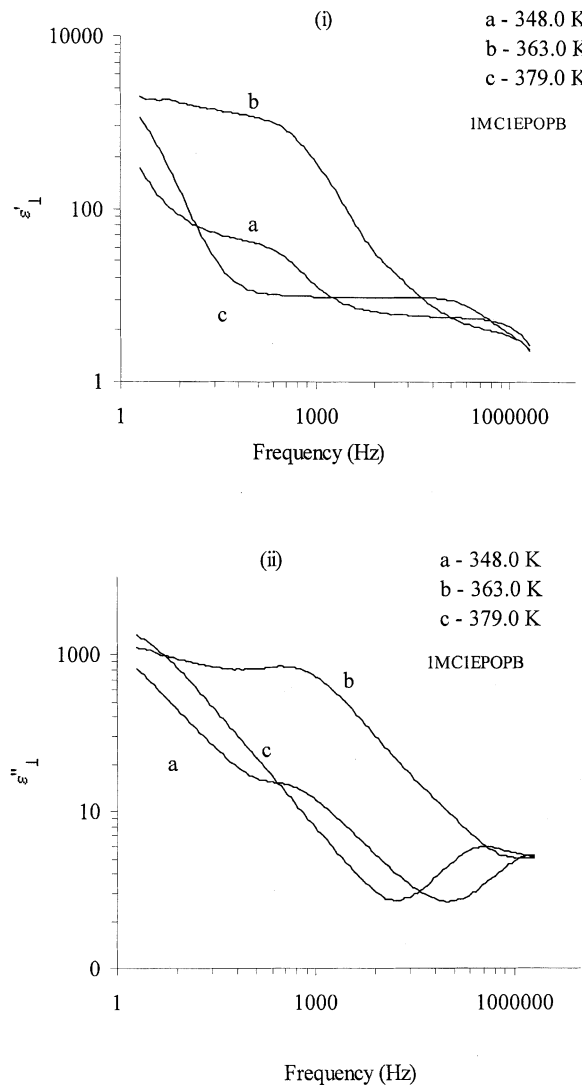 (i)
a - 348.0 K
b - 363.0 K
c - 379.0 K
1MC1EPOPB
10000
100
1
ε'⊥
b
a
c
1 1000 1000000
Frequency (Hz)
(ii)
a - 348.0 K
b - 363.0 K
c - 379.0 K
1MC1EPOPB
1000
10
0
ε"⊥
b
c
a
1 1000 1000000
Frequency (Hz)